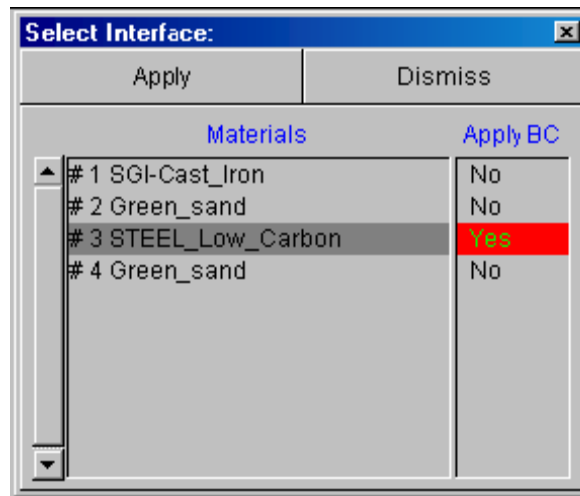 Select Interface:
Apply Dismiss
Materials Apply BC
# 1 SGI-Cast_Iron No
# 2 Green_sand No
# 3 STEEL_Low_Carbon Yes
# 4 Green_sand No